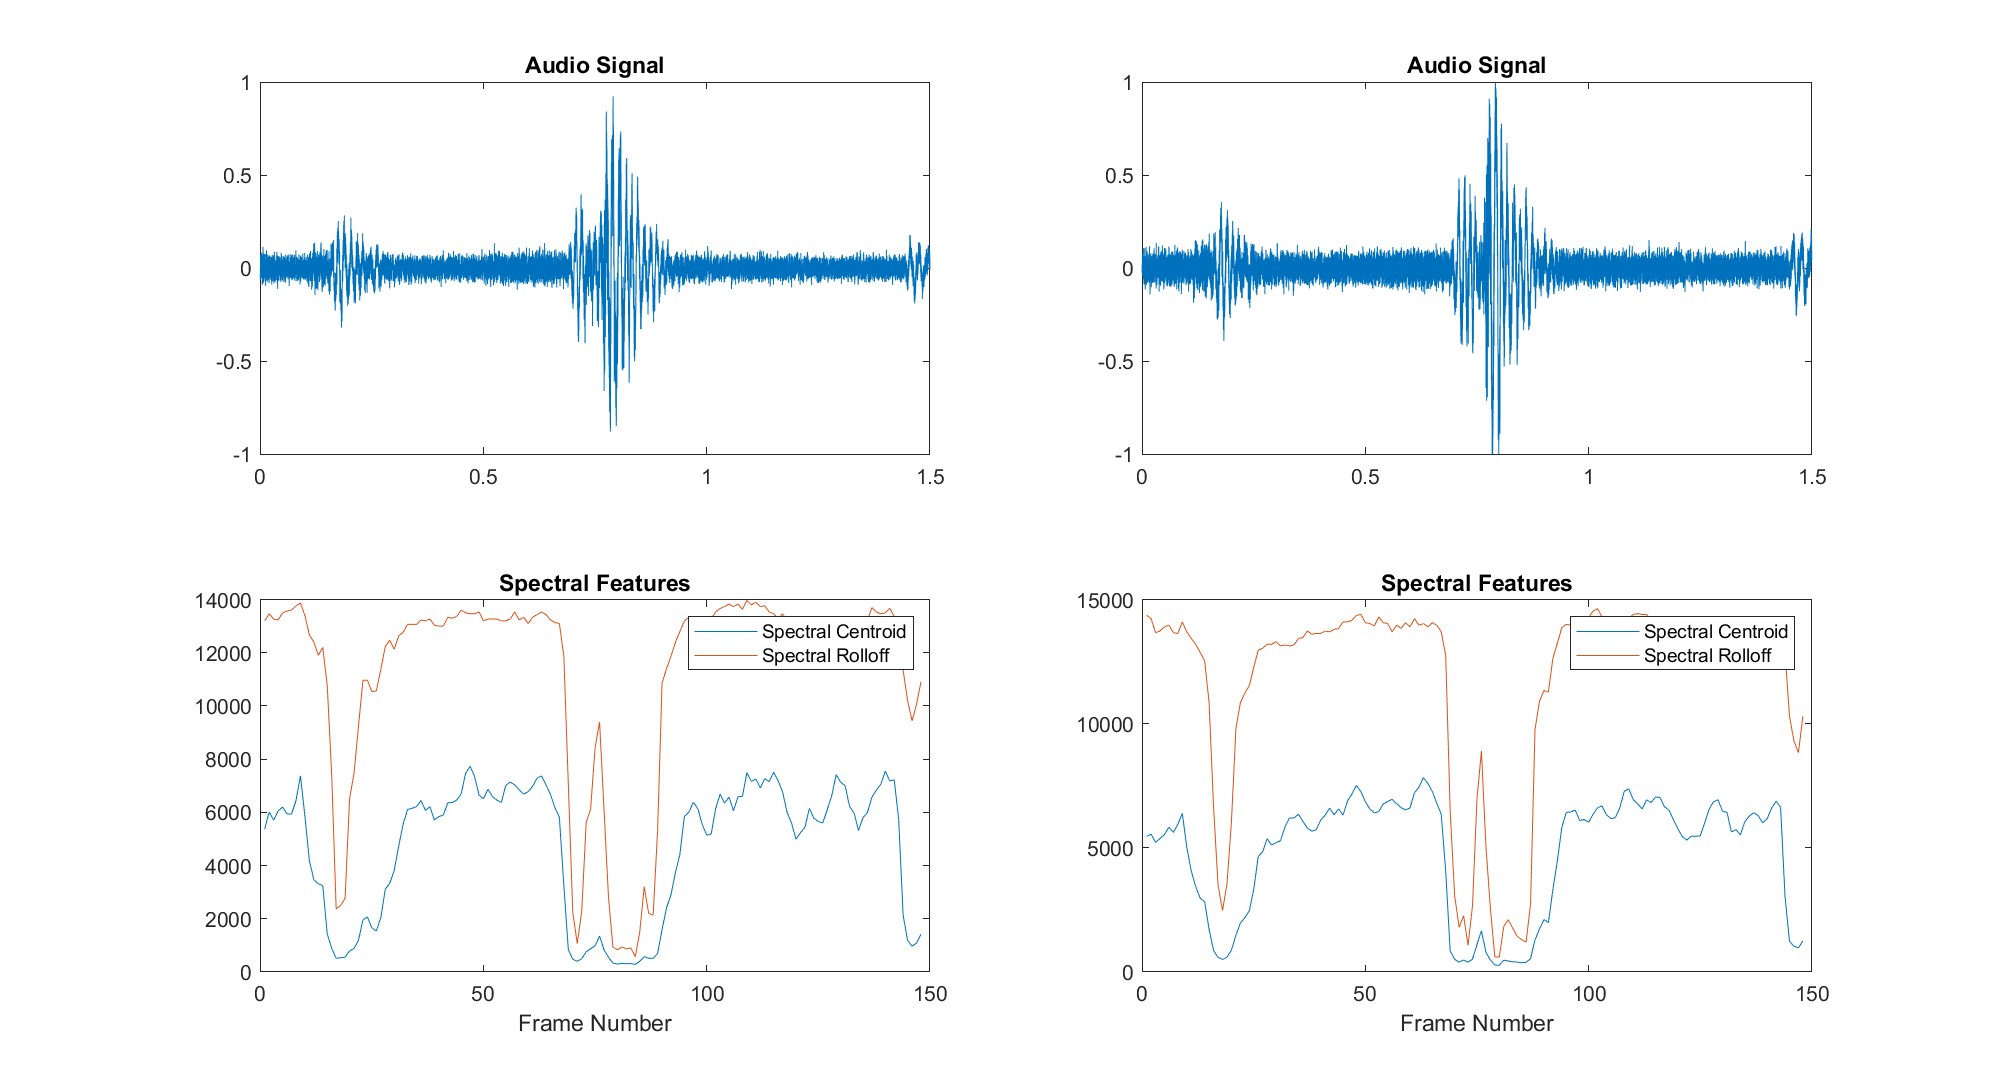 Audio Signal
1
0.5
0
-0.5
-1
0 0.5 1 1.5
Audio Signal
1
0.5
0
-0.5
-1
0 0.5 1 1.5
Spectral Features
14000
12000
10000
8000
6000
4000
2000
0
Spectral Centroid
Spectral Rolloff
0 50 100 150
Frame Number
Spectral Features
15000
10000
5000
0
Spectral Centroid
Spectral Rolloff
0 50 100 150
Frame Number